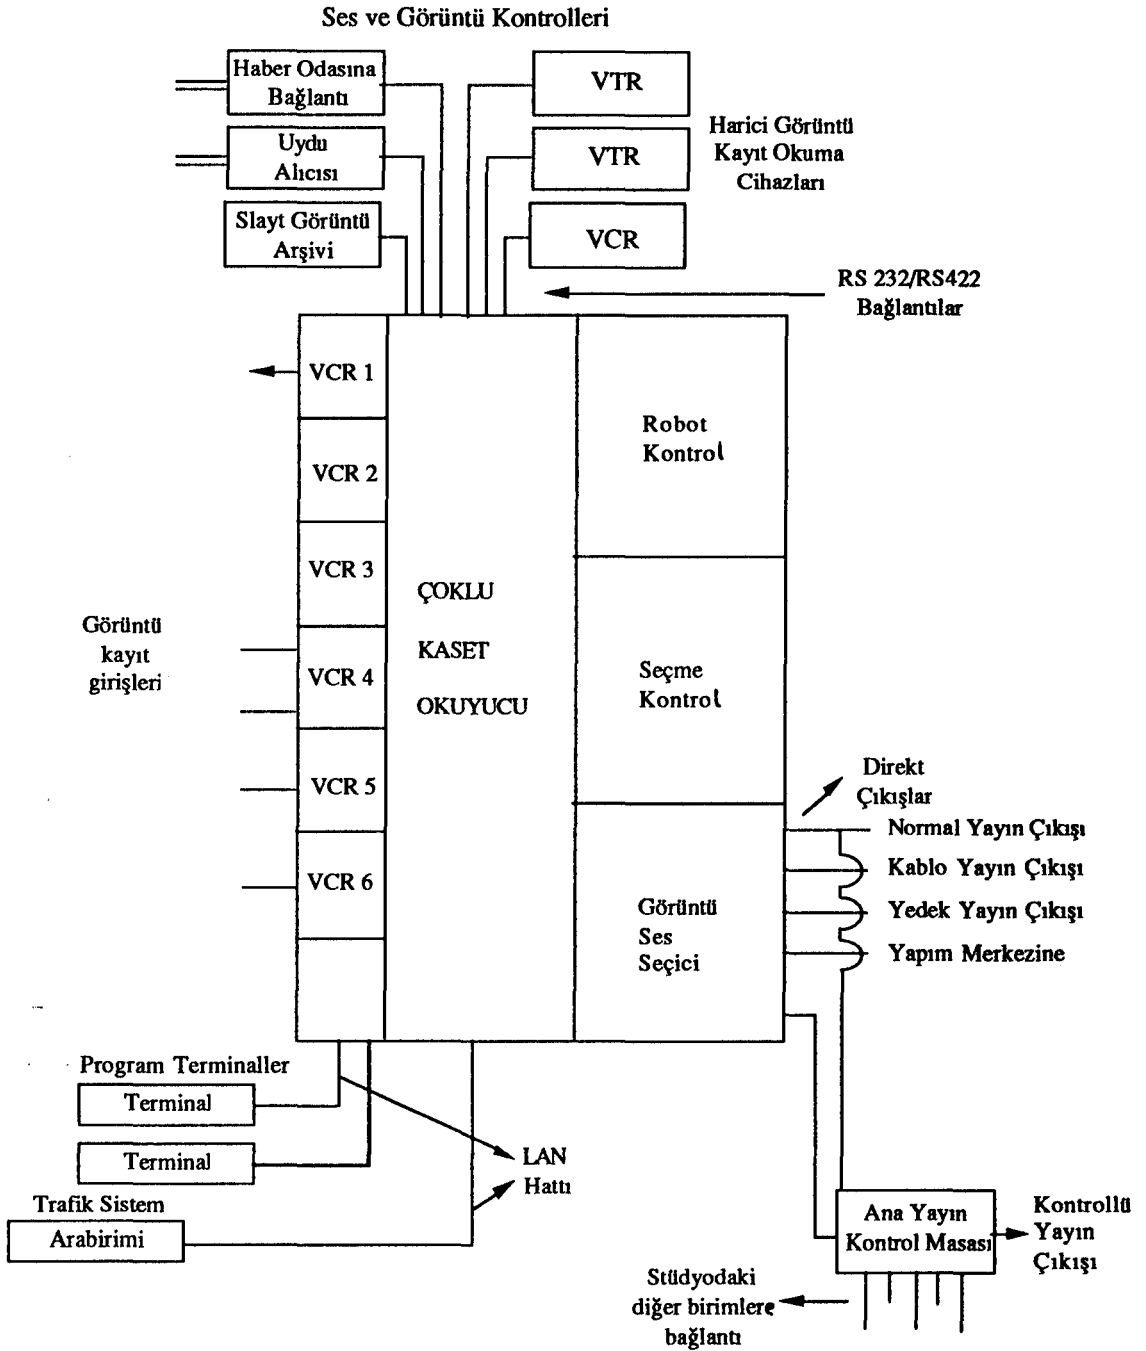 Ses ve Görüntü Kontrolleri
Haber Odasına
Bağlantı
Uydu
Alıcısı
Slayt Görüntü
Arşivi
VTR
VTR
VCR
Harici Görüntü
Kayıt Okuma
Cihazları
RS 232/RS422
Bağlantılar
VCR 1
VCR 2
VCR 3
VCR 4
VCR 5
VCR 6
Görüntü
kayıt
girişleri
ÇOKLU
KASET
OKUYUCU
Robot
Kontrol
Seçme
Kontrol
Görüntü
Ses
Seçici
Direkt
Çıkışlar
Normal Yayın Çıkışı
Kablo Yayın Çıkışı
Yedek Yayın Çıkışı
Yapım Merkezine
Program Terminaller
Terminal
Terminal
Trafik Sistem
Arabirimi
LAN
Hattı
Ana Yayın
Kontrol Masası
Kontrollü
Yayın
Çıkışı
Stüdyodaki
diğer birimlere
bağlantı